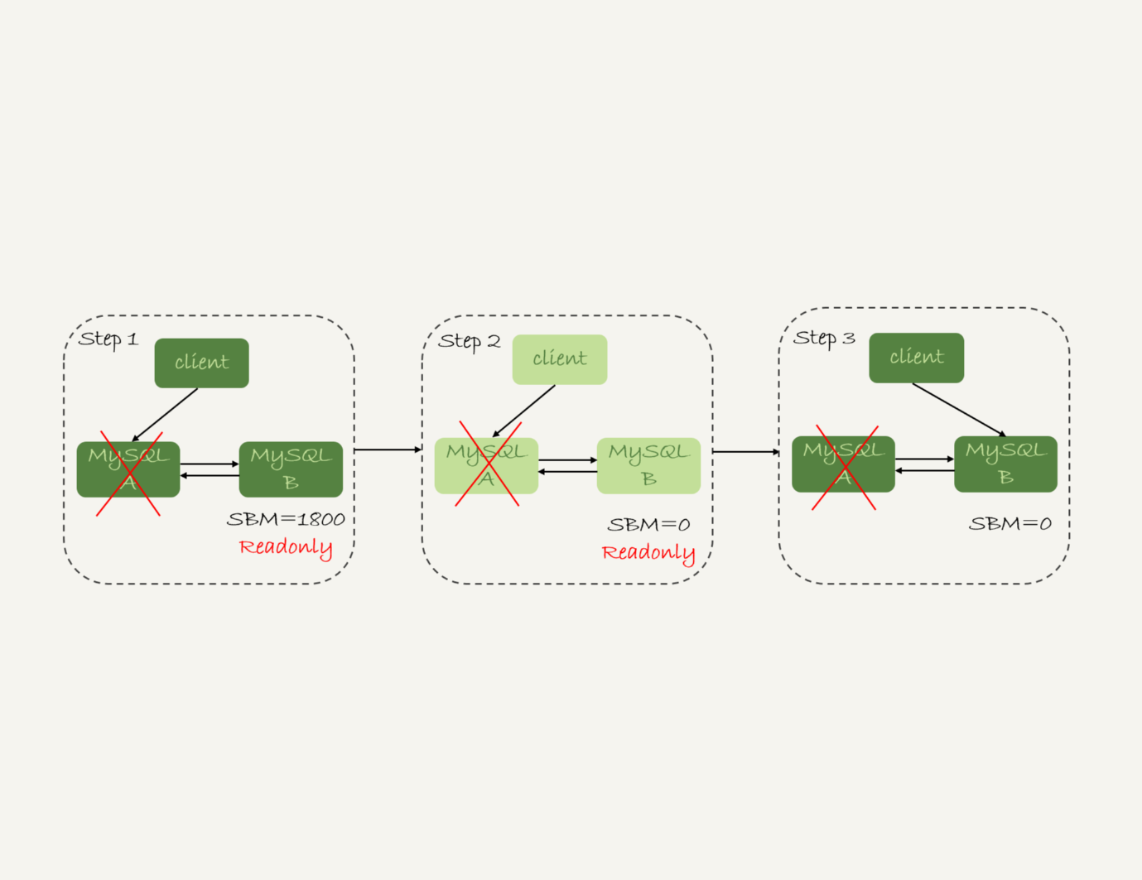 Step 1
client
MySQL
A
MySQL
B
SBM=1800
Readonly
Step 2
client
MySQL
A
MySQL
B
SBM=0
Readonly
Step 3
client
MySQL
A
MySQL
B
SBM=0